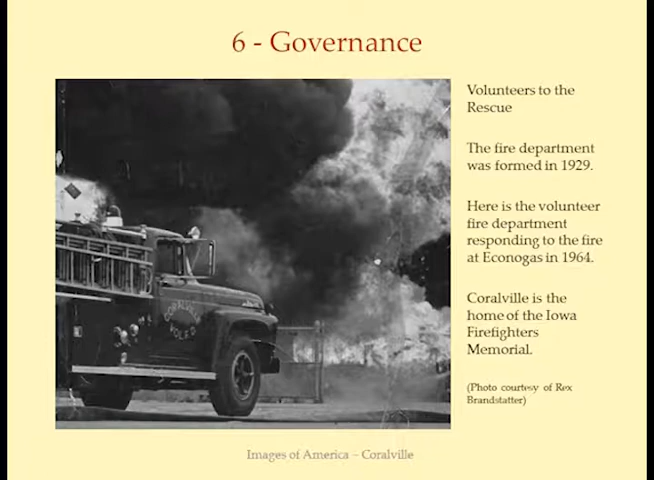 6 - Governance
Volunteers to the
Rescue
The fire department
was formed in 1929.
Here is the volunteer
fire department
responding to the fire
at Econogas in 1964.
Coralville is the
home of the Iowa
Firefighters
Memorial.
(Photo courtesy of Rex
Brandstatter)
CORALVILLE
Images of America – Coralville